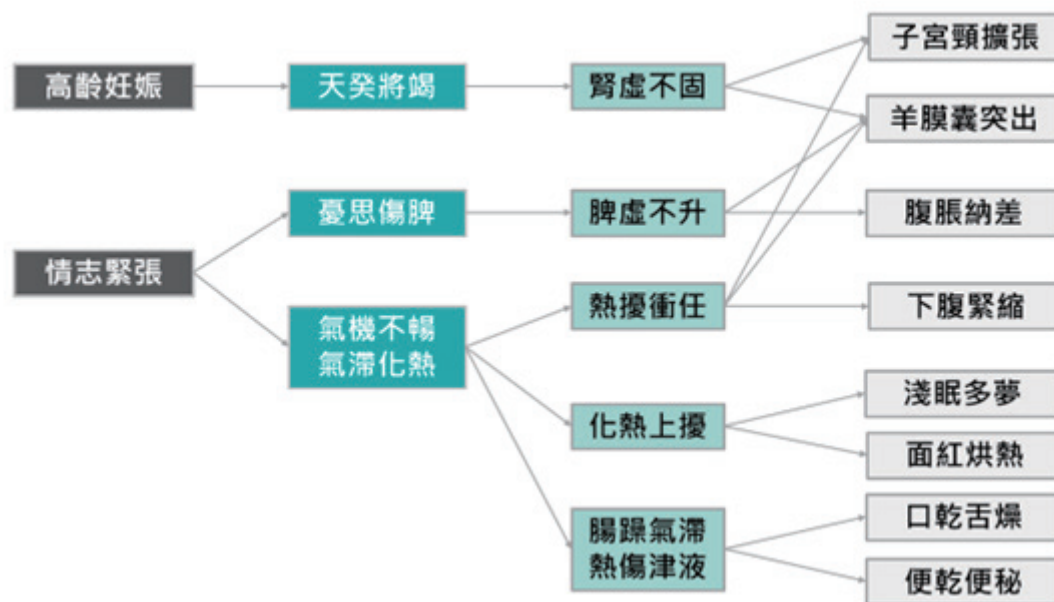 高齡妊娠
天癸將竭
腎虛不固
子宮頸擴張
羊膜囊突出
情志緊張
憂思傷脾
脾虛不升
腹脹納差
氣機不暢
氣滯化熱
熱擾衝任
下腹緊縮
化熱上擾
淺眠多夢
面紅烘熱
腸躁氣滯
熱傷津液
口乾舌燥
便乾便秘